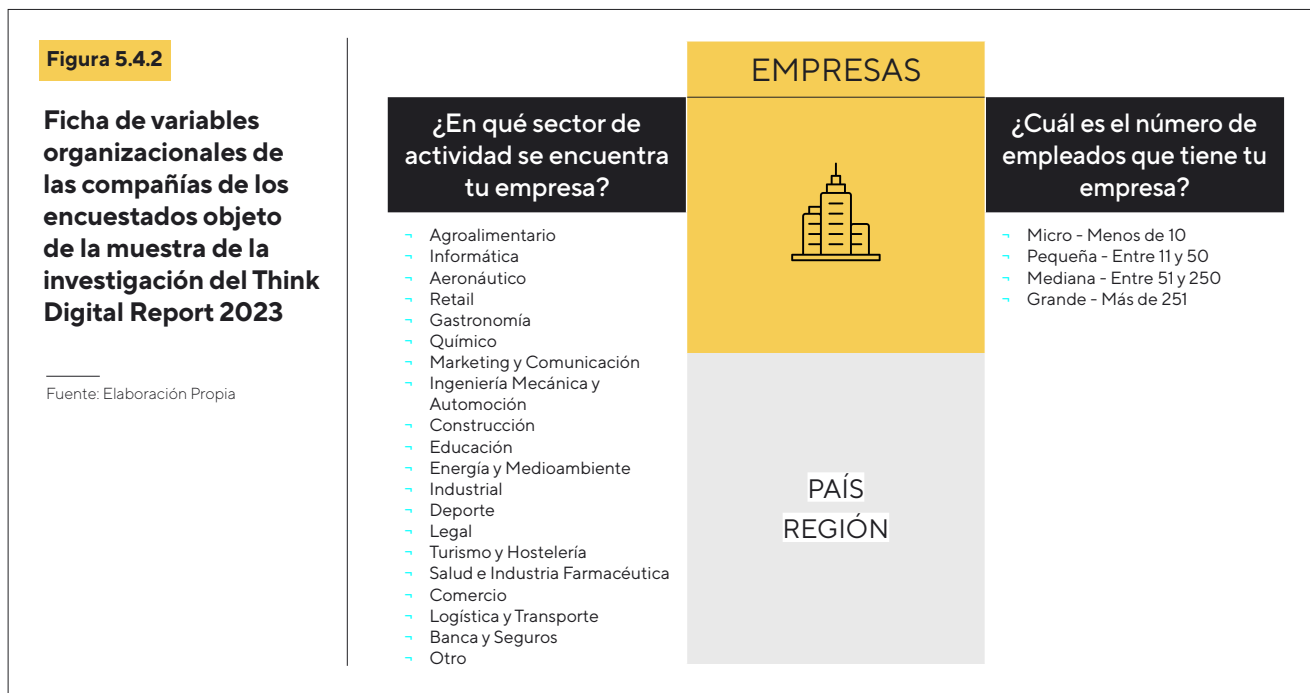 Figura 5.4.2
Ficha de variables
organizacionales de
las compañías de los
encuestados objeto
de la muestra de la
investigación del Think
Digital Report 2023
Fuente: Elaboración Propia
EMPRESAS
¿En qué sector de
actividad se encuentra
tu empresa?
¬ Agroalimentario
¬ Informática
¬ Aeronáutico
¬ Retail
¬ Gastronomía
¬ Químico
¬ Marketing y Comunicación
¬ Ingeniería Mecánica y
Automoción
¬ Construcción
¬ Educación
¬ Energía y Medioambiente
¬ Industrial
¬ Deporte
¬ Legal
¬ Turismo y Hostelería
¬ Salud e Industria Farmacéutica
¬ Comercio
¬ Logística y Transporte
¬ Banca y Seguros
¬ Otro
PAÍS
REGIÓN
¿Cuál es el número de
empleados que tiene tu
empresa?
¬ Micro - Menos de 10
¬ Pequeña - Entre 11 y 50
¬ Mediana - Entre 51 y 250
¬ Grande - Más de 251